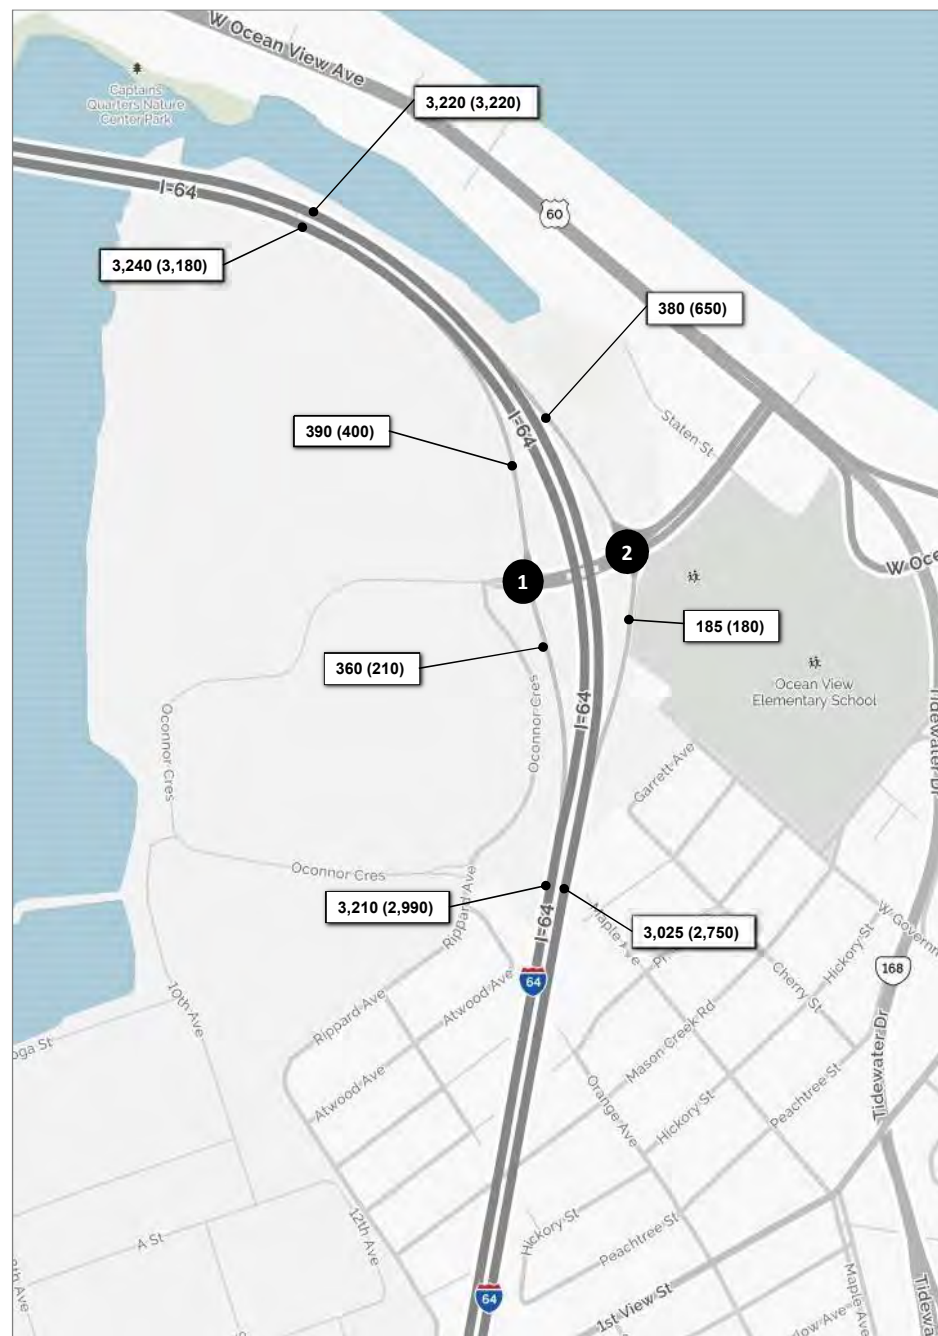 W Ocean View Ave
Captains
Quarters Nature
Center Park
3,220 (3,220)
I-64
60
3,240 (3,180)
380 (650)
I-64
Staten St
390 (400)
2
W Oce
1
185 (180)
360 (210)
Ocean View
Elementary School
Oconnor Cres
Oconnor Cres
I-64
Tidewater Dr
Garrett Ave
Oconnor Cres
Rippard Ave
3,210 (2,990)
I-64
Maple Ave
3,025 (2,750)
W Governm
Hickory St
Cherry St
168
64
10th Ave
Atwood Ave
Rippard Ave
Mason Creek Rd
oga St
Tidewater Dr
Atwood Ave
Orange Ave
Hickory St
Peachtree St
12th Ave
A St
Hickory St
Peachtree St
Maple Ave
64
1st View St
Tidewa